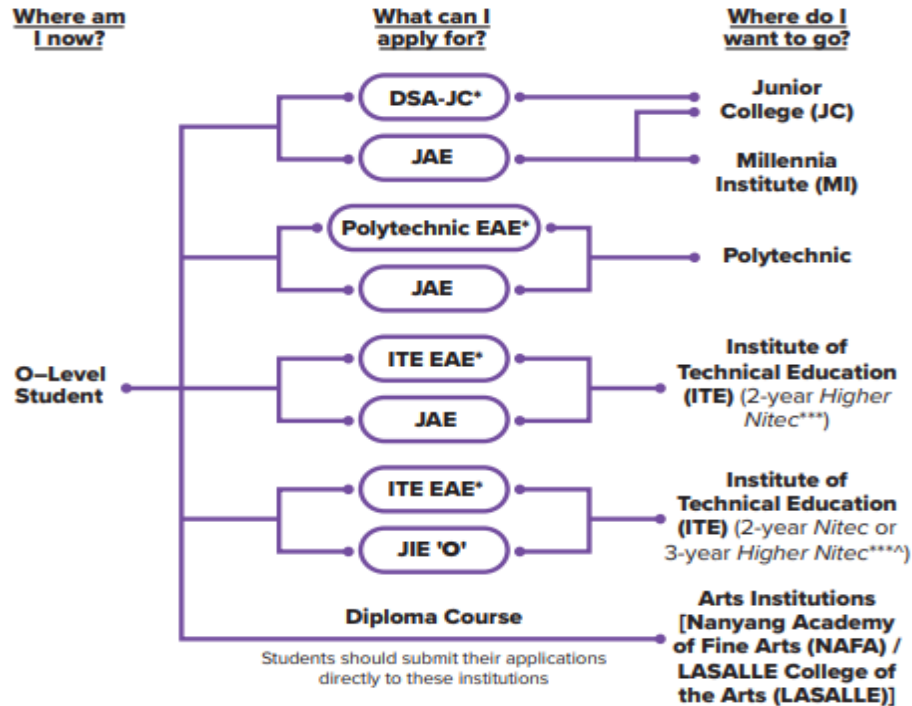 Where am
I now?
What can I
apply for?
Where do I
want to go?
O–Level
Student
DSA-JC*
JAE
Junior
College (JC)
Millennia
Institute (MI)
Polytechnic EAE*
JAE
Polytechnic
ITE EAE*
JAE
Institute of
Technical Education
(ITE) (2-year Higher
Nitec***)
ITE EAE*
JIE 'O'
Institute of
Technical Education
(ITE) (2-year Nitec or
3-year Higher Nitec***^)
Diploma Course
Students should submit their applications
directly to these institutions
Arts Institutions
[Nanyang Academy
of Fine Arts (NAFA) /
LASALLE College of
the Arts (LASALLE)]